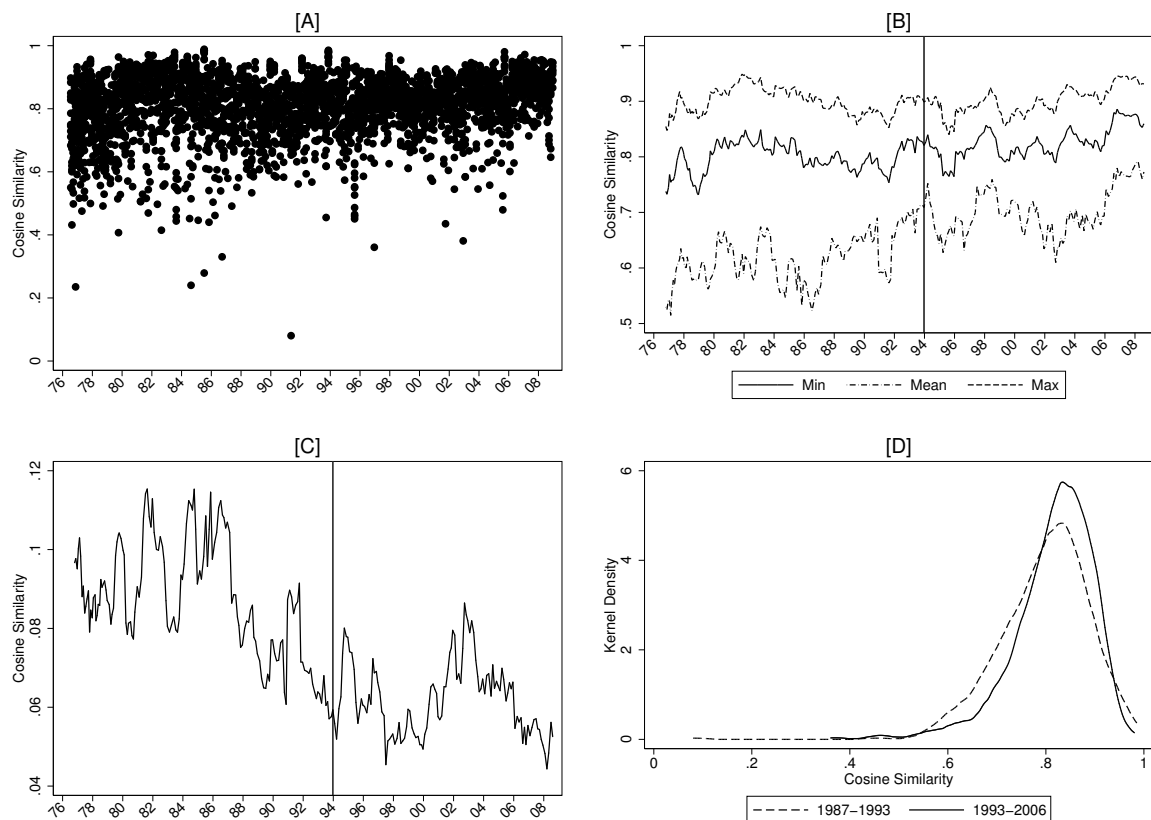 [A]
Cosine Similarity
1
.8
.6
.4
.2
0
76 78 80 82 84 86 88 90 92 94 96 98 00 02 04 06 08
[B]
Cosine Similarity
1
.9
.8
.7
.6
.5
76 78 80 82 84 86 88 90 92 94 96 98 00 02 04 06 08
Min Mean Max
[C]
Cosine Similarity
.12
.1
.08
.06
.04
76 78 80 82 84 86 88 90 92 94 96 98 00 02 04 06 08
[D]
Kernel Density
6
4
2
0
0 .2 .4 .6 .8 1
Cosine Similarity
1987−1993 1993−2006